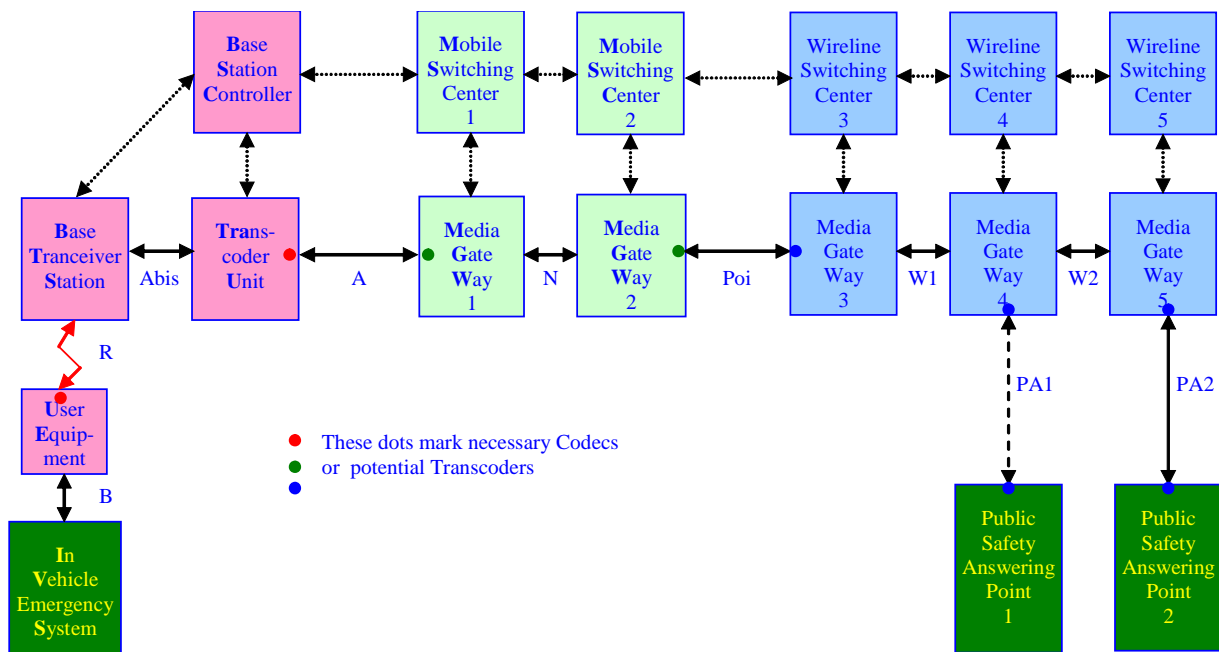 Base
Station
Controller
Mobile
Switching
Center
1
Mobile
Switching
Center
2
Wireline
Switching
Center
3
Wireline
Switching
Center
4
Wireline
Switching
Center
5
Base
Tranceiver
Station
Abis
Trans-
coder
Unit
A
Media
Gate
Way
1
N
Media
Gate
Way
2
Poi
Media
Gate
Way
3
W1
Media
Gate
Way
4
W2
Media
Gate
Way
5
R
PA1
PA2
User
Equip-
ment
These dots mark necessary Codecs
or potential Transcoders
B
In
Vehicle
Emergency
System
Public
Safety
Answering
Point
1
Public
Safety
Answering
Point
2